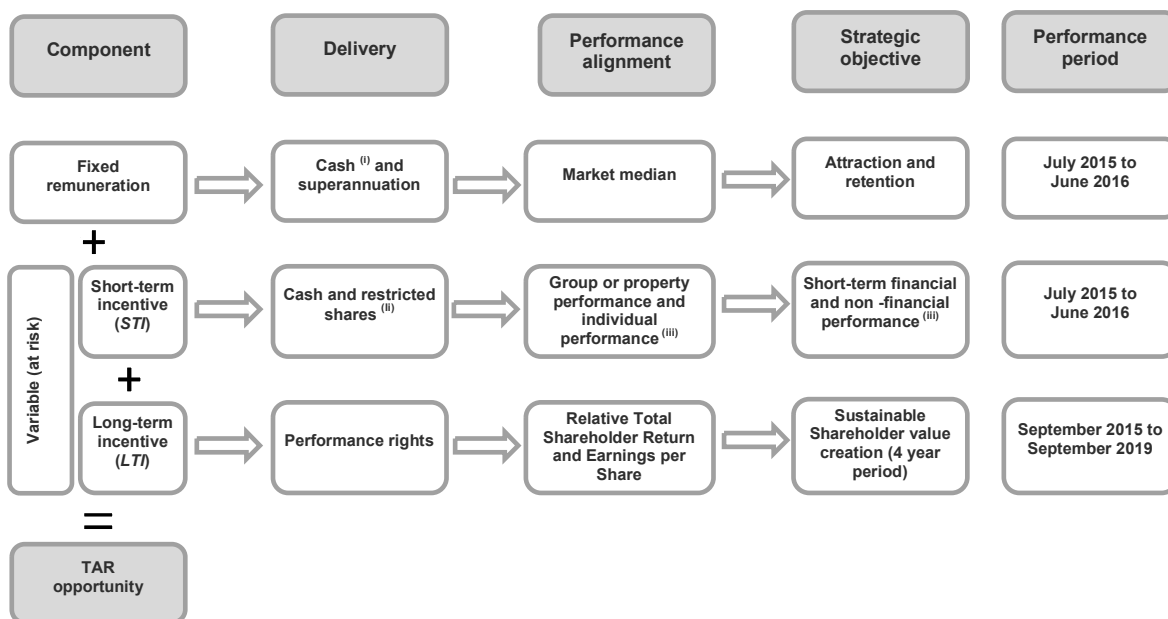 Component
Delivery
Performance
alignment
Strategic
objective
Performance
period
Fixed
remuneration
Cash (i) and
superannuation
Market median
Attraction and
retention
July 2015 to
June 2016
+
Variable (at risk)
Short-term
incentive
(STI)
Cash and restricted
shares (ii)
Group or property
performance and
individual
performance (iii)
Short-term financial
and non -financial
performance (iii)
July 2015 to
June 2016
+
Long-term
incentive
(LTI)
Performance rights
Relative Total
Shareholder Return
and Earnings per
Share
Sustainable
Shareholder value
creation (4 year
period)
September 2015 to
September 2019
=
TAR
opportunity